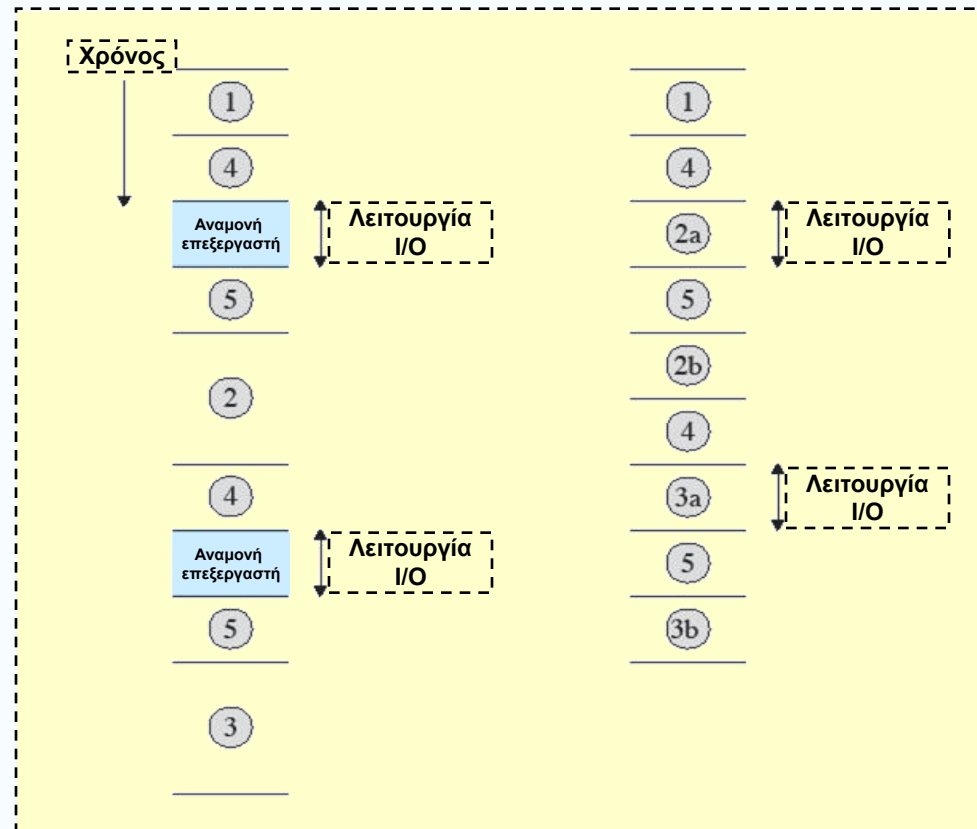 Χρόνος
1
4
Αναμονή
επεξεργαστή
Λειτουργία
I/O
5
2
4
Αναμονή
επεξεργαστή
Λειτουργία
I/O
5
3
1
4
2a
Λειτουργία
I/O
5
2b
4
3a
Λειτουργία
I/O
5
3b